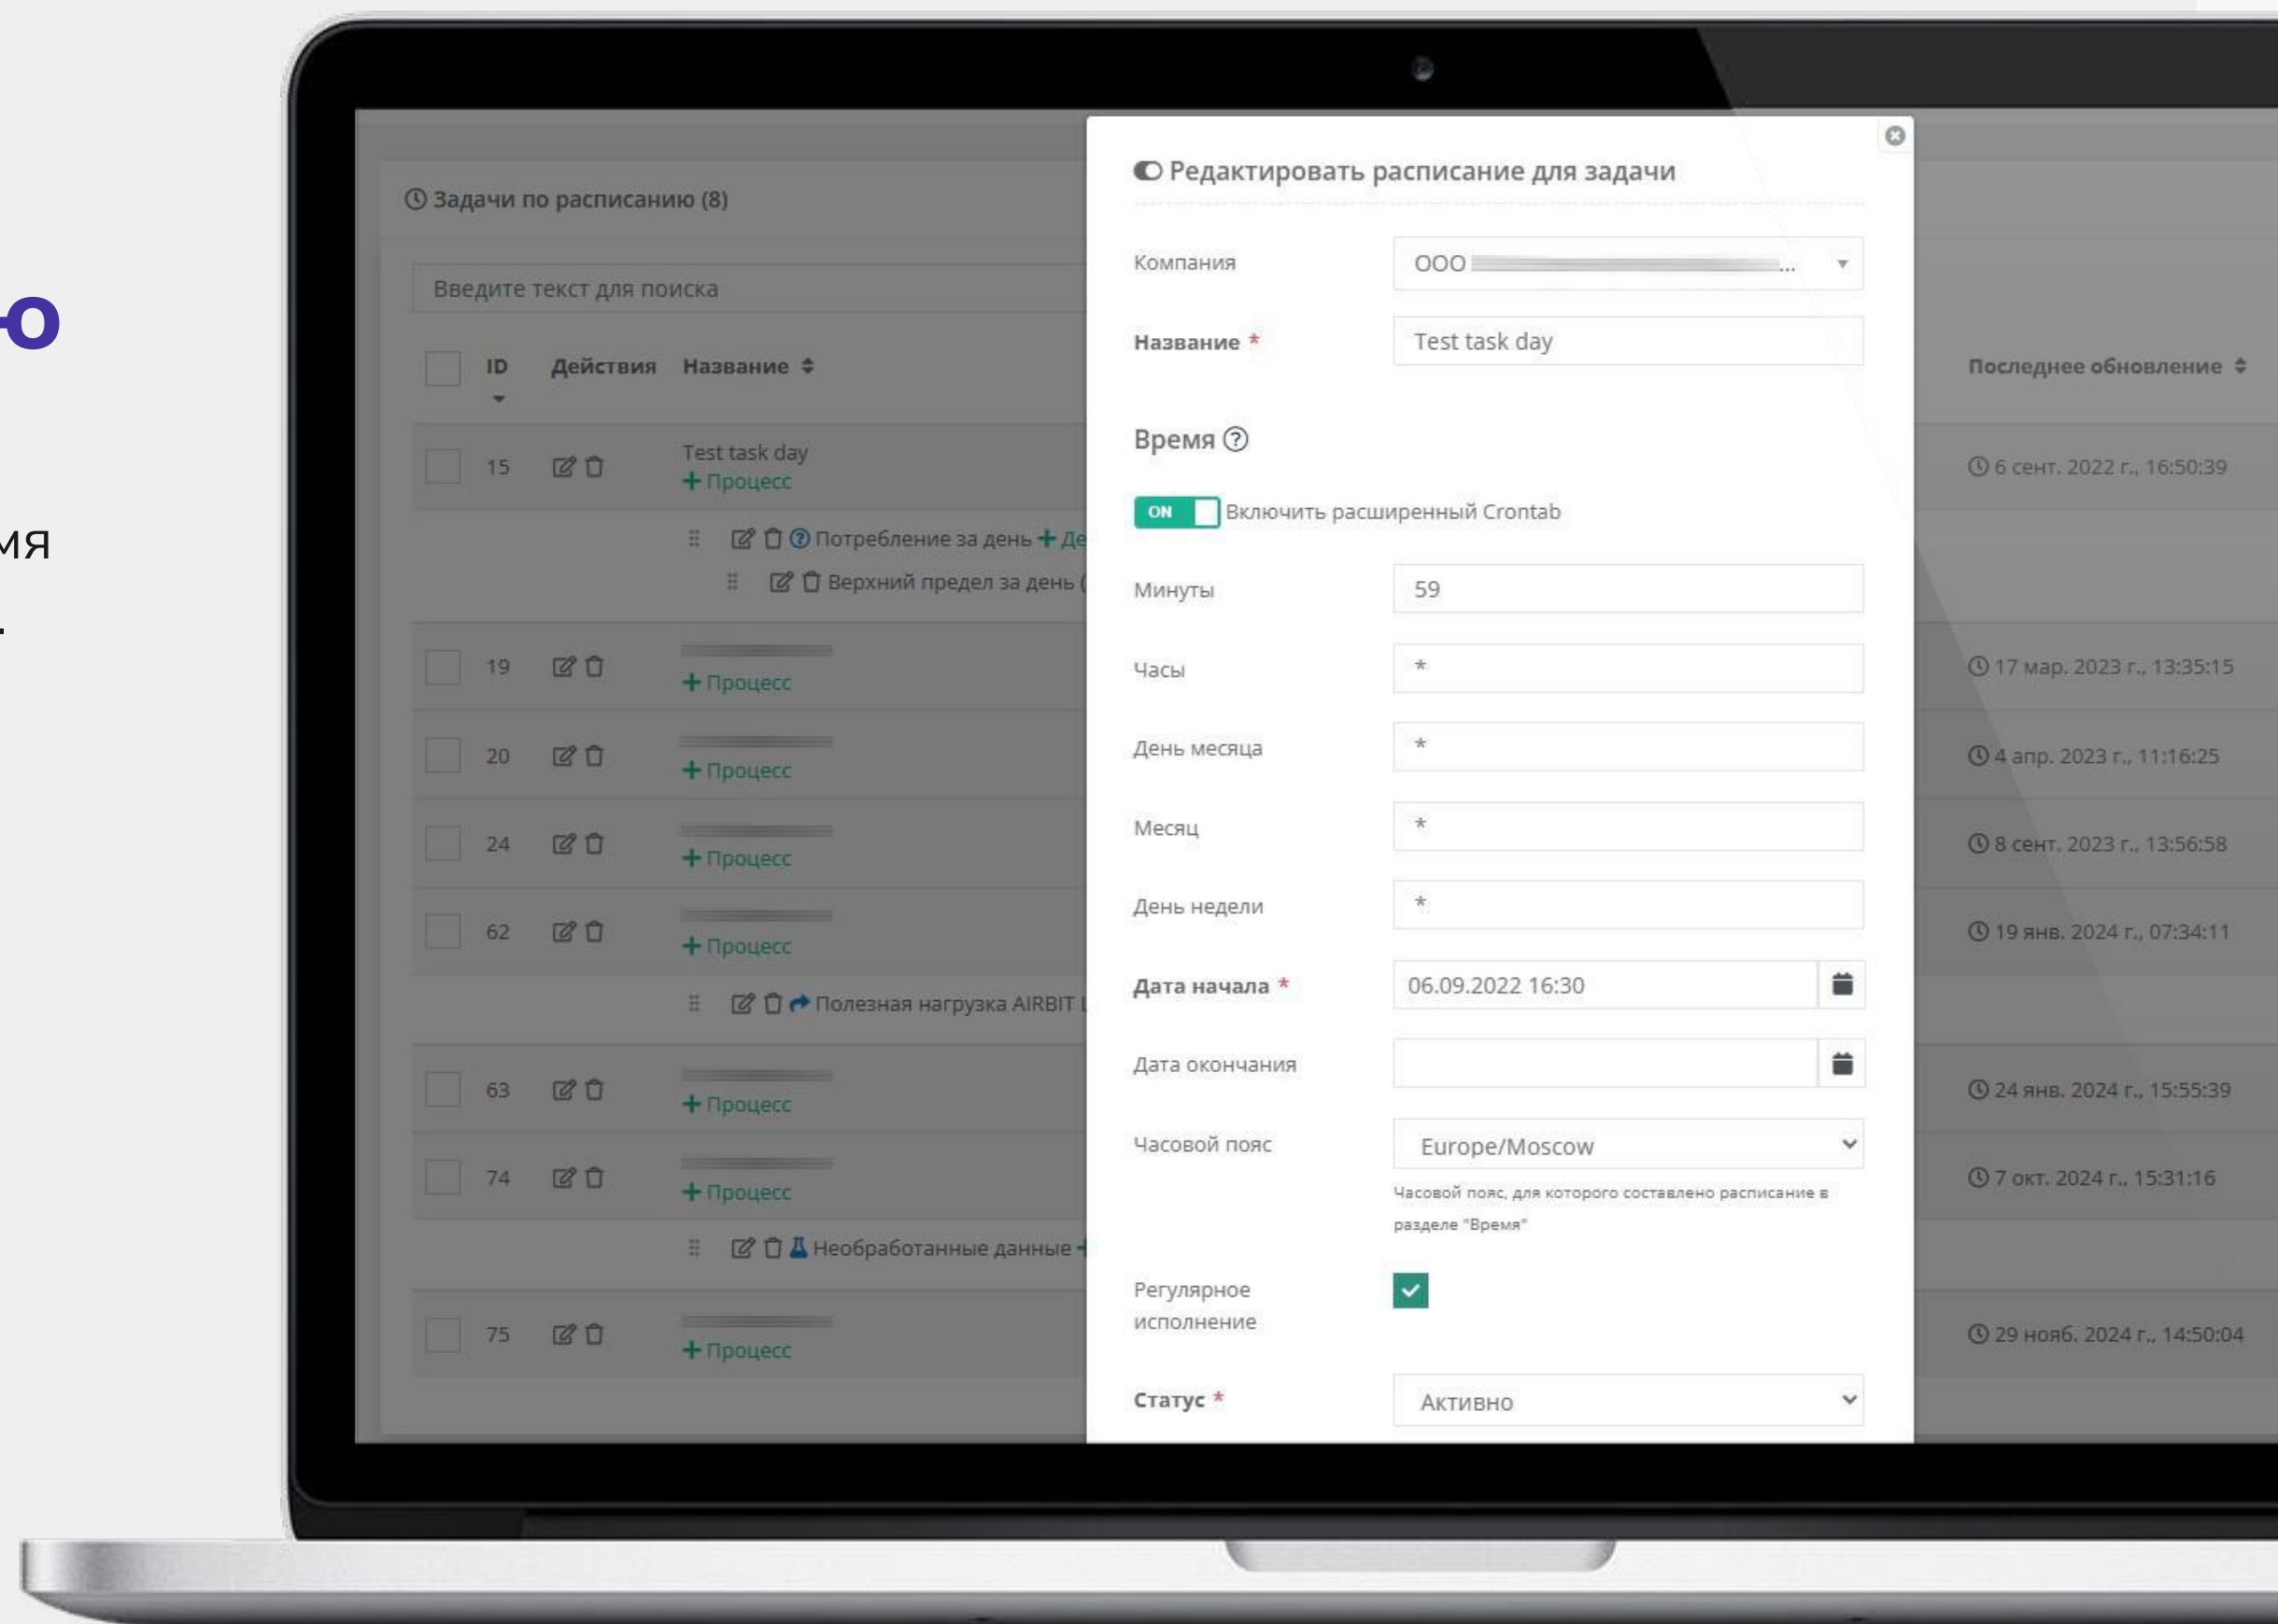 ю
мя
.
Задачи по расписанию (8)
Введите текст для поиска
ID Действия Название Последнее обновление
15 Test task day 6 сент. 2022 г., 16:50:39
+ Процесс
Потребление за день + Де
Верхний предел за день (
19 17 мар. 2023 г., 13:35:15
+ Процесс
20 4 апр. 2023 г., 11:16:25
+ Процесс
24 8 сент. 2023 г., 13:56:58
+ Процесс
62 19 янв. 2024 г., 07:34:11
+ Процесс
Полезная нагрузка AIRBIT L
63 24 янв. 2024 г., 15:55:39
+ Процесс
74 7 окт. 2024 г., 15:31:16
+ Процесс
Необработанные данные +
75 29 нояб. 2024 г., 14:50:04
+ Процесс
Редактировать расписание для задачи
Компания ООО ...
Название * Test task day
Время
ON Включить расширенный Crontab
Минуты 59
Часы *
День месяца *
Месяц *
День недели *
Дата начала * 06.09.2022 16:30
Дата окончания
Часовой пояс Europe/Moscow
Часовой пояс, для которого составлено расписание в
разделе "Время"
Регулярное
исполнение
Статус * Активно